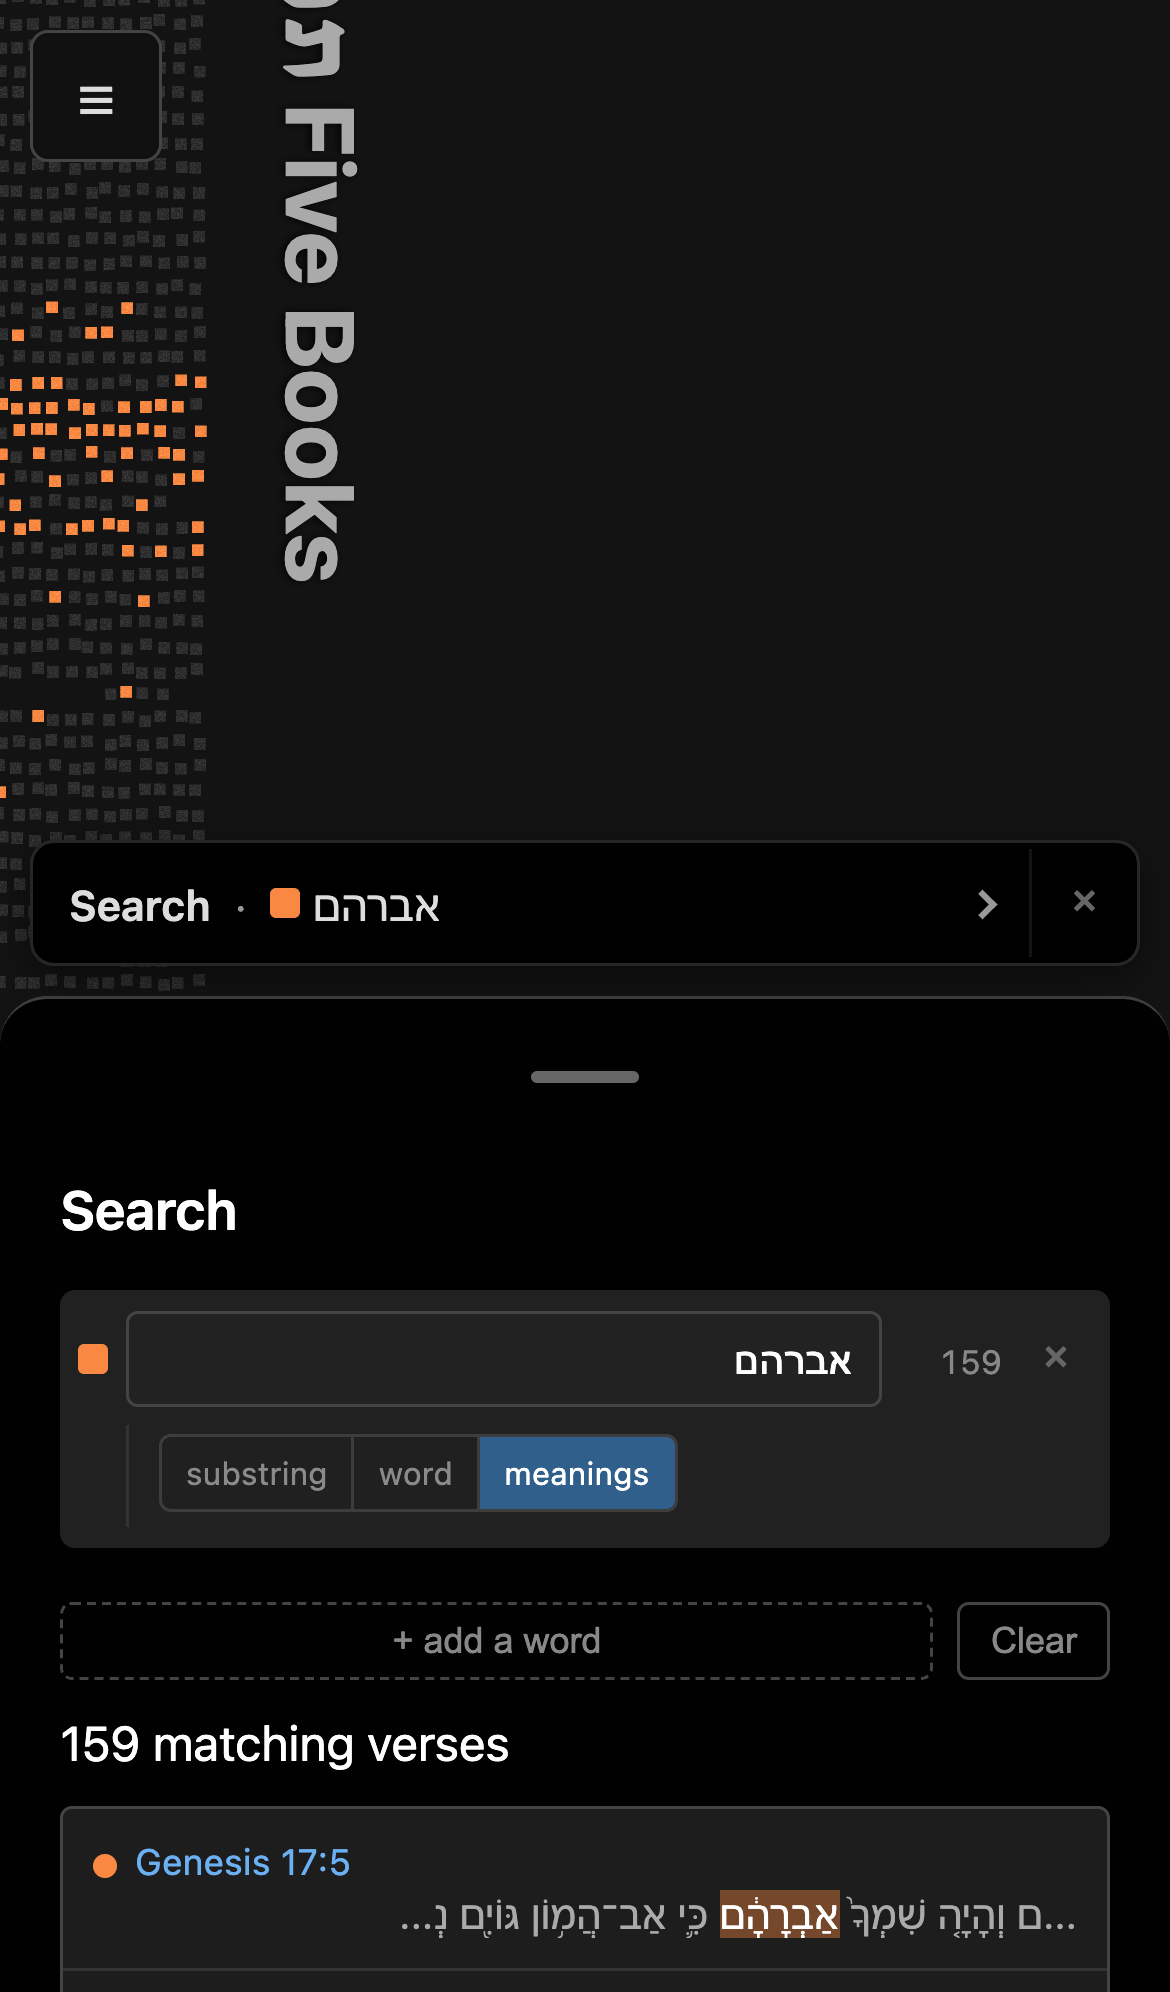 Five Books
Search · אברהם
Search
אברהם 159
substring word meanings
+ add a word Clear
159 matching verses
Genesis 17:5
...ם וְהָיָה שִׁמְךָ֙ אַבְרָהָ֔ם כִּ֛י אַב־הֲמ֥וֹן גּוֹיִ֖ם נְ...